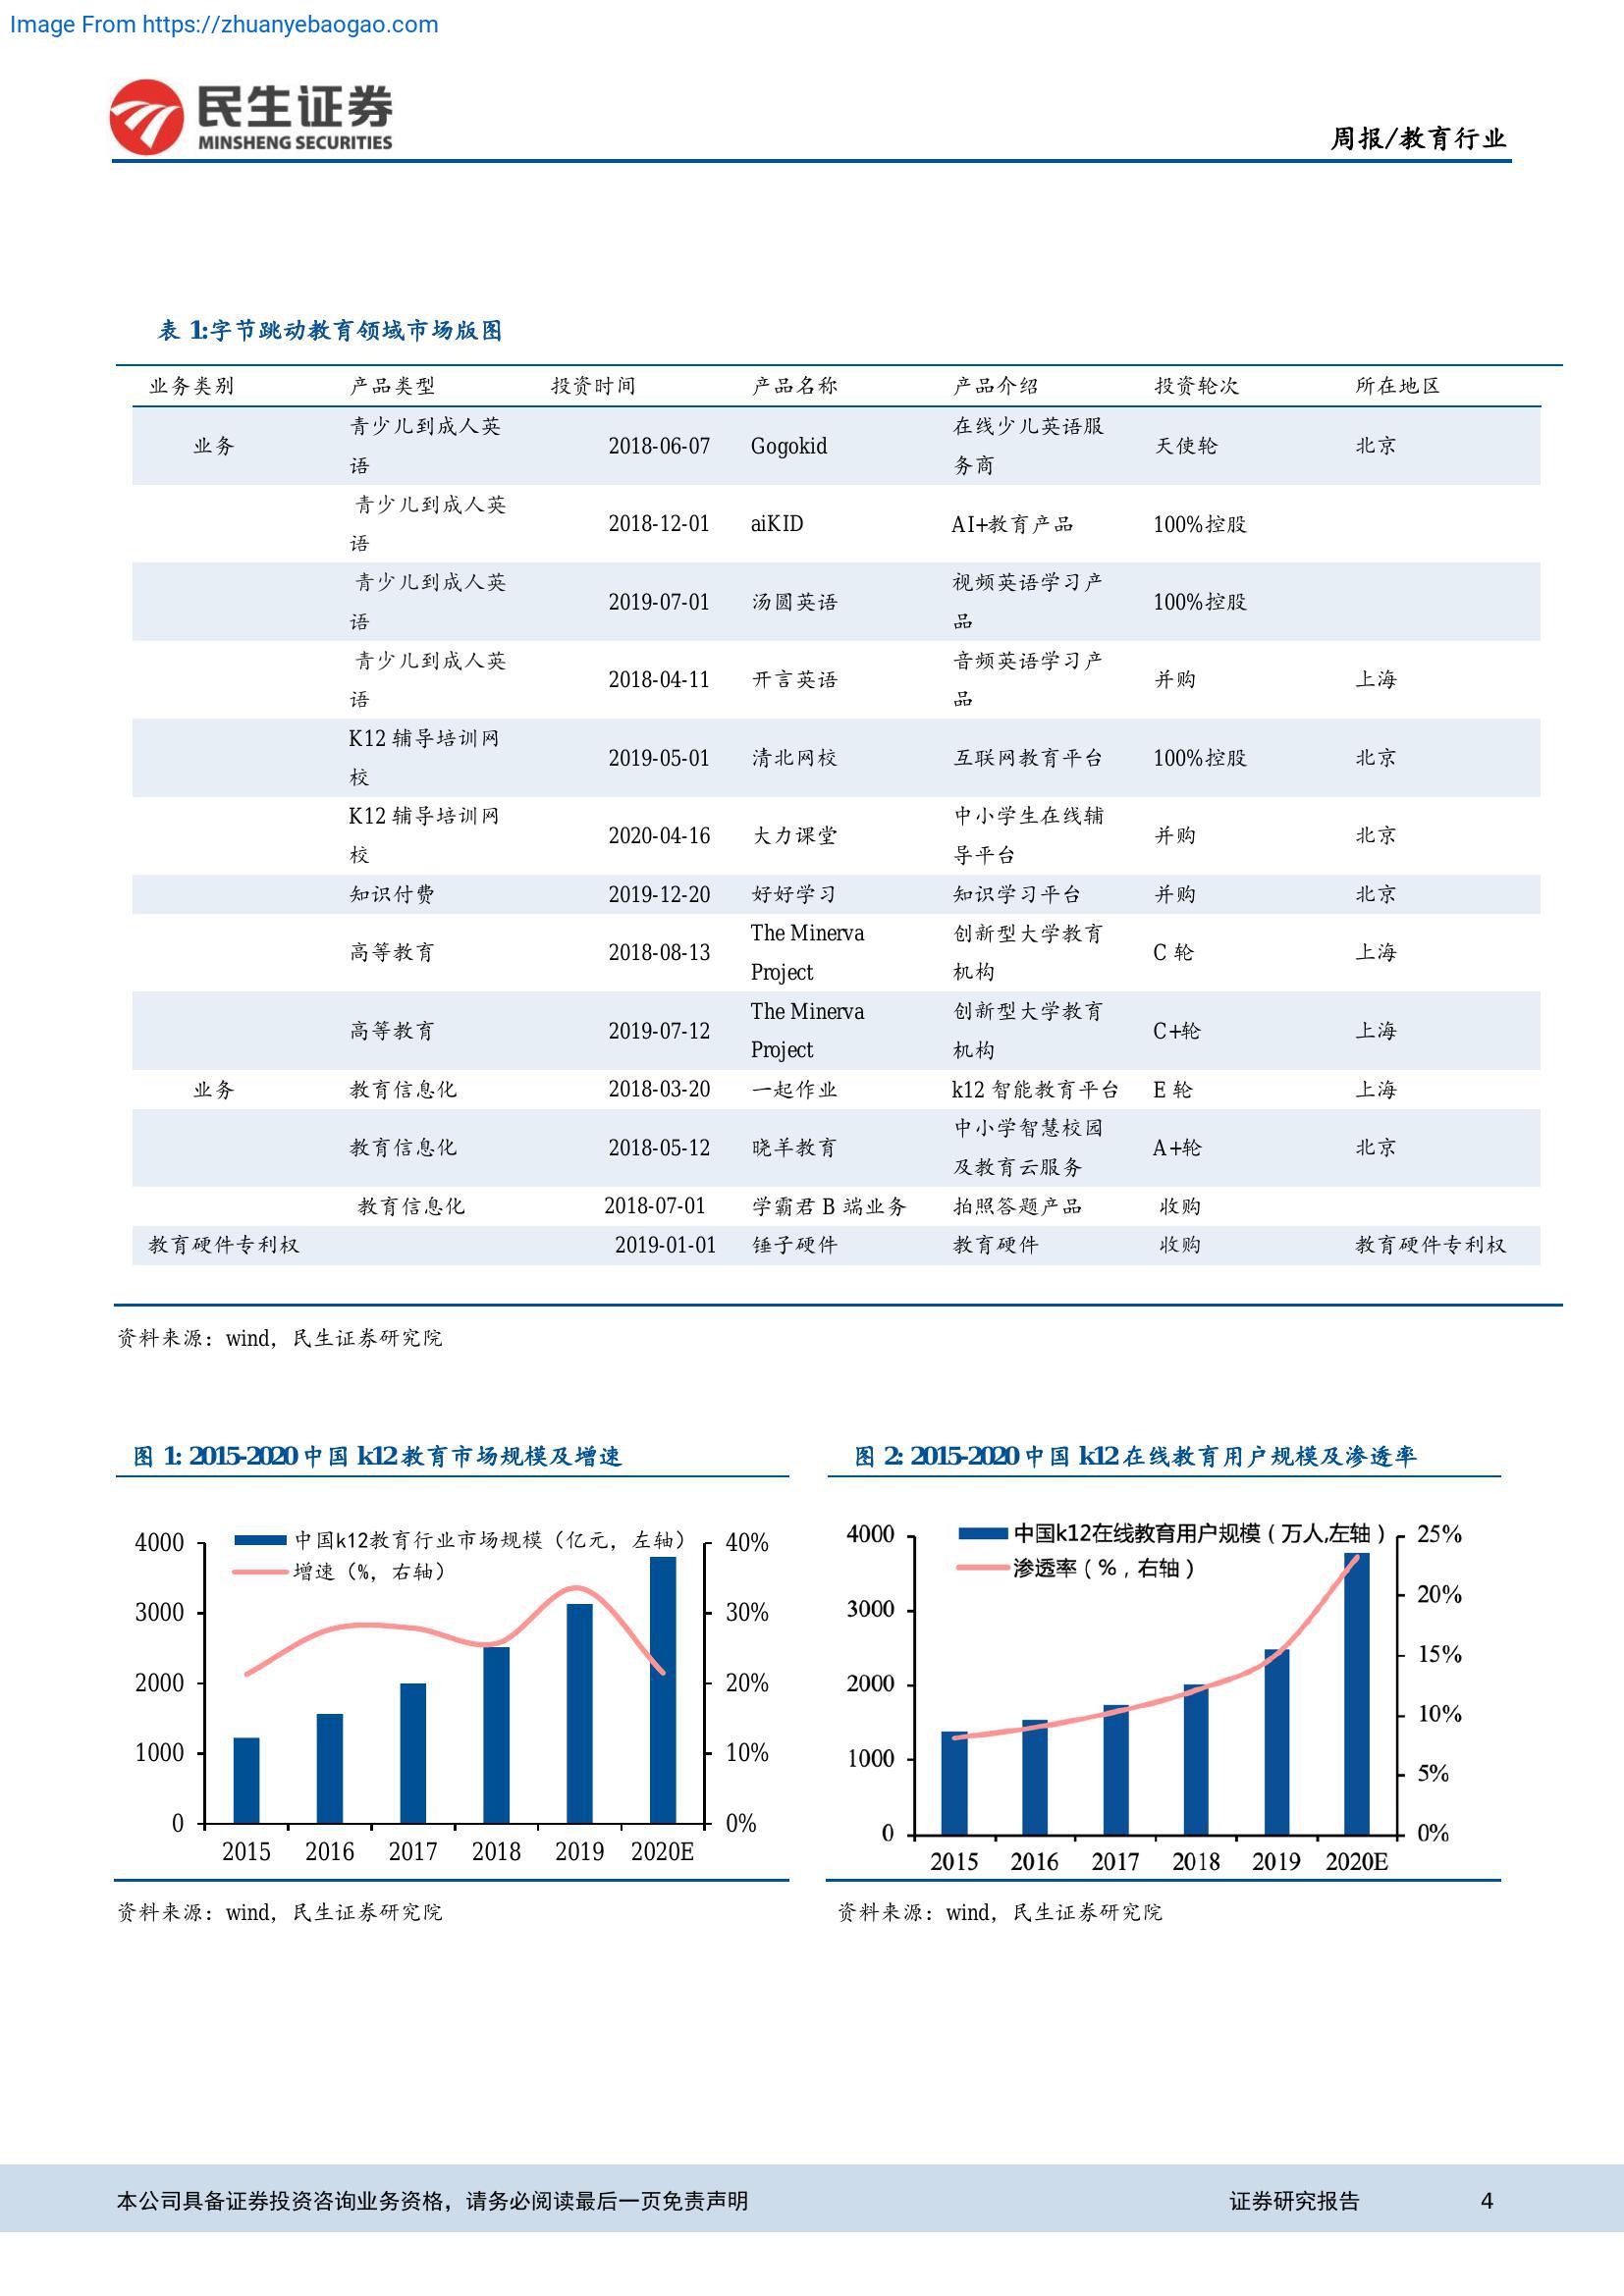 Image From https://zhuanyebaogao.com
民生证券
MINSHENG SECURITIES
周报/教育行业
表 1:字节跳动教育领域市场版图
业务类别 产品类型 投资时间 产品名称 产品介绍 投资轮次 所在地区
业务 青少儿到成人英语 2018-06-07 Gogokid 在线少儿英语服务商 天使轮 北京
青少儿到成人英语 2018-12-01 aiKID AI+教育产品 100%控股
青少儿到成人英语 2019-07-01 汤圆英语 视频英语学习产品 100%控股
青少儿到成人英语 2018-04-11 开言英语 音频英语学习产品 并购 上海
K12 辅导培训网校 2019-05-01 清北网校 互联网教育平台 100%控股 北京
K12 辅导培训网校 2020-04-16 大力课堂 中小学生在线辅导平台 并购 北京
知识付费 2019-12-20 好好学习 知识学习平台 并购 北京
高等教育 2018-08-13 The Minerva Project 创新型大学教育机构 C 轮 上海
高等教育 2019-07-12 The Minerva Project 创新型大学教育机构 C+轮 上海
业务 教育信息化 2018-03-20 一起作业 k12 智能教育平台 E 轮 上海
教育信息化 2018-05-12 晓羊教育 中小学智慧校园及教育云服务 A+轮 北京
教育信息化 2018-07-01 学霸君 B 端业务 拍照答题产品 收购
教育硬件专利权 2019-01-01 锤子硬件 教育硬件 收购 教育硬件专利权
资料来源：wind，民生证券研究院
图 1: 2015-2020 中国 k12 教育市场规模及增速
中国k12教育行业市场规模（亿元，左轴）
增速（%，右轴）
4000
3000
2000
1000
0
40%
30%
20%
10%
0%
2015 2016 2017 2018 2019 2020E
资料来源：wind，民生证券研究院
图 2: 2015-2020 中国 k12 在线教育用户规模及渗透率
中国k12在线教育用户规模（万人,左轴）
渗透率（%，右轴）
4000
3000
2000
1000
0
25%
20%
15%
10%
5%
0%
2015 2016 2017 2018 2019 2020E
资料来源：wind，民生证券研究院
本公司具备证券投资咨询业务资格，请务必阅读最后一页免责声明 证券研究报告 4